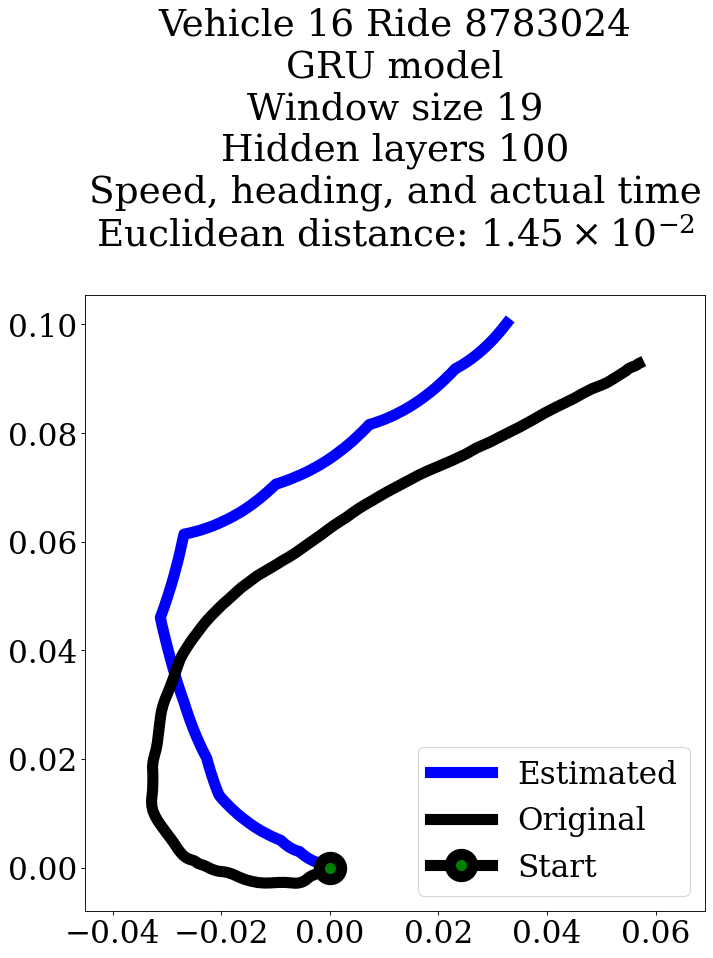 Vehicle 16 Ride 8783024
GRU model
Window size 19
Hidden layers 100
Speed, heading, and actual time
Euclidean distance: 1.45 × 10⁻²
0.10
0.08
0.06
0.04
0.02
0.00
Estimated
Original
Start
−0.04 −0.02 0.00 0.02 0.04 0.06